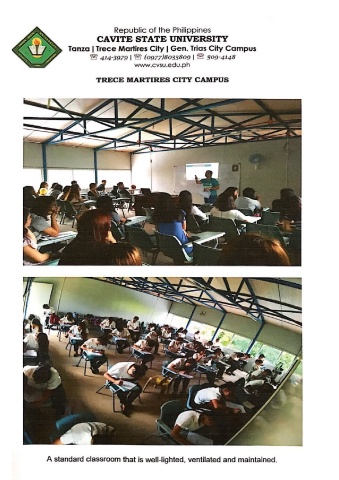 Republic of the Philippines
CAVITE STATE UNIVERSITY
Tanza | Trece Martires City | Gen. Trias City Campus
☏ 414-3979 | ☏ (0977)8035809 | ☏ 509-4148
www.cvsu.edu.ph
TRECE MARTIRES CITY CAMPUS
A standard classroom that is well-lighted, ventilated and maintained.